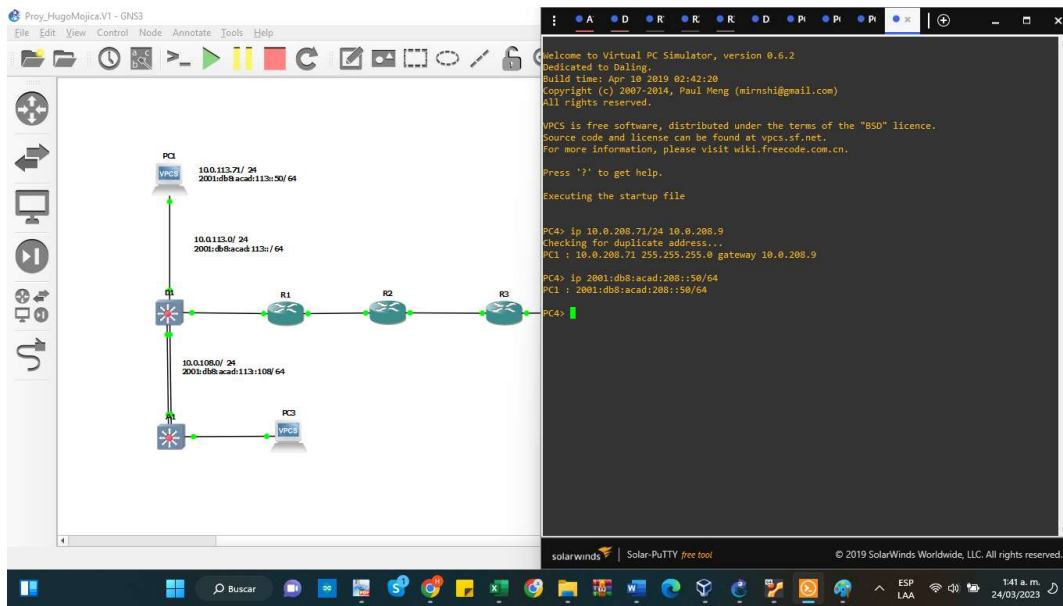 Proy_HugoMojica.V1 - GNS3
File Edit View Control Node Annotate Tools Help
PC1
VPCS
10.0.113.71/ 24
2001:db8:acad:113::50/ 64
10.0.113.0/ 24
2001:db8:acad:113::/ 64
D1
R1
R2
R3
10.0.108.0/ 24
2001:db8:acad:113::108/ 64
A1
PC3
VPCS
A
D
R
R
R
D
P
P
P
Welcome to Virtual PC Simulator, version 0.6.2
Dedicated to Daling.
Build time: Apr 10 2019 02:42:20
Copyright (c) 2007-2014, Paul Meng (mirnshi@gmail.com)
All rights reserved.
VPCS is free software, distributed under the terms of the "BSD" licence.
Source code and license can be found at vpcs.sf.net.
For more information, please visit wiki.freecode.com.cn.
Press '?' to get help.
Executing the startup file
PC4> ip 10.0.208.71/24 10.0.208.9
Checking for duplicate address...
PC1 : 10.0.208.71 255.255.255.0 gateway 10.0.208.9
PC4> ip 2001:db8:acad:208::50/64
PC1 : 2001:db8:acad:208::50/64
PC4>
solarwinds Solar-PuTTY free tool © 2019 SolarWinds Worldwide, LLC. All rights reserved.
Buscar
ESP
LAA
1:41 a. m.
24/03/2023